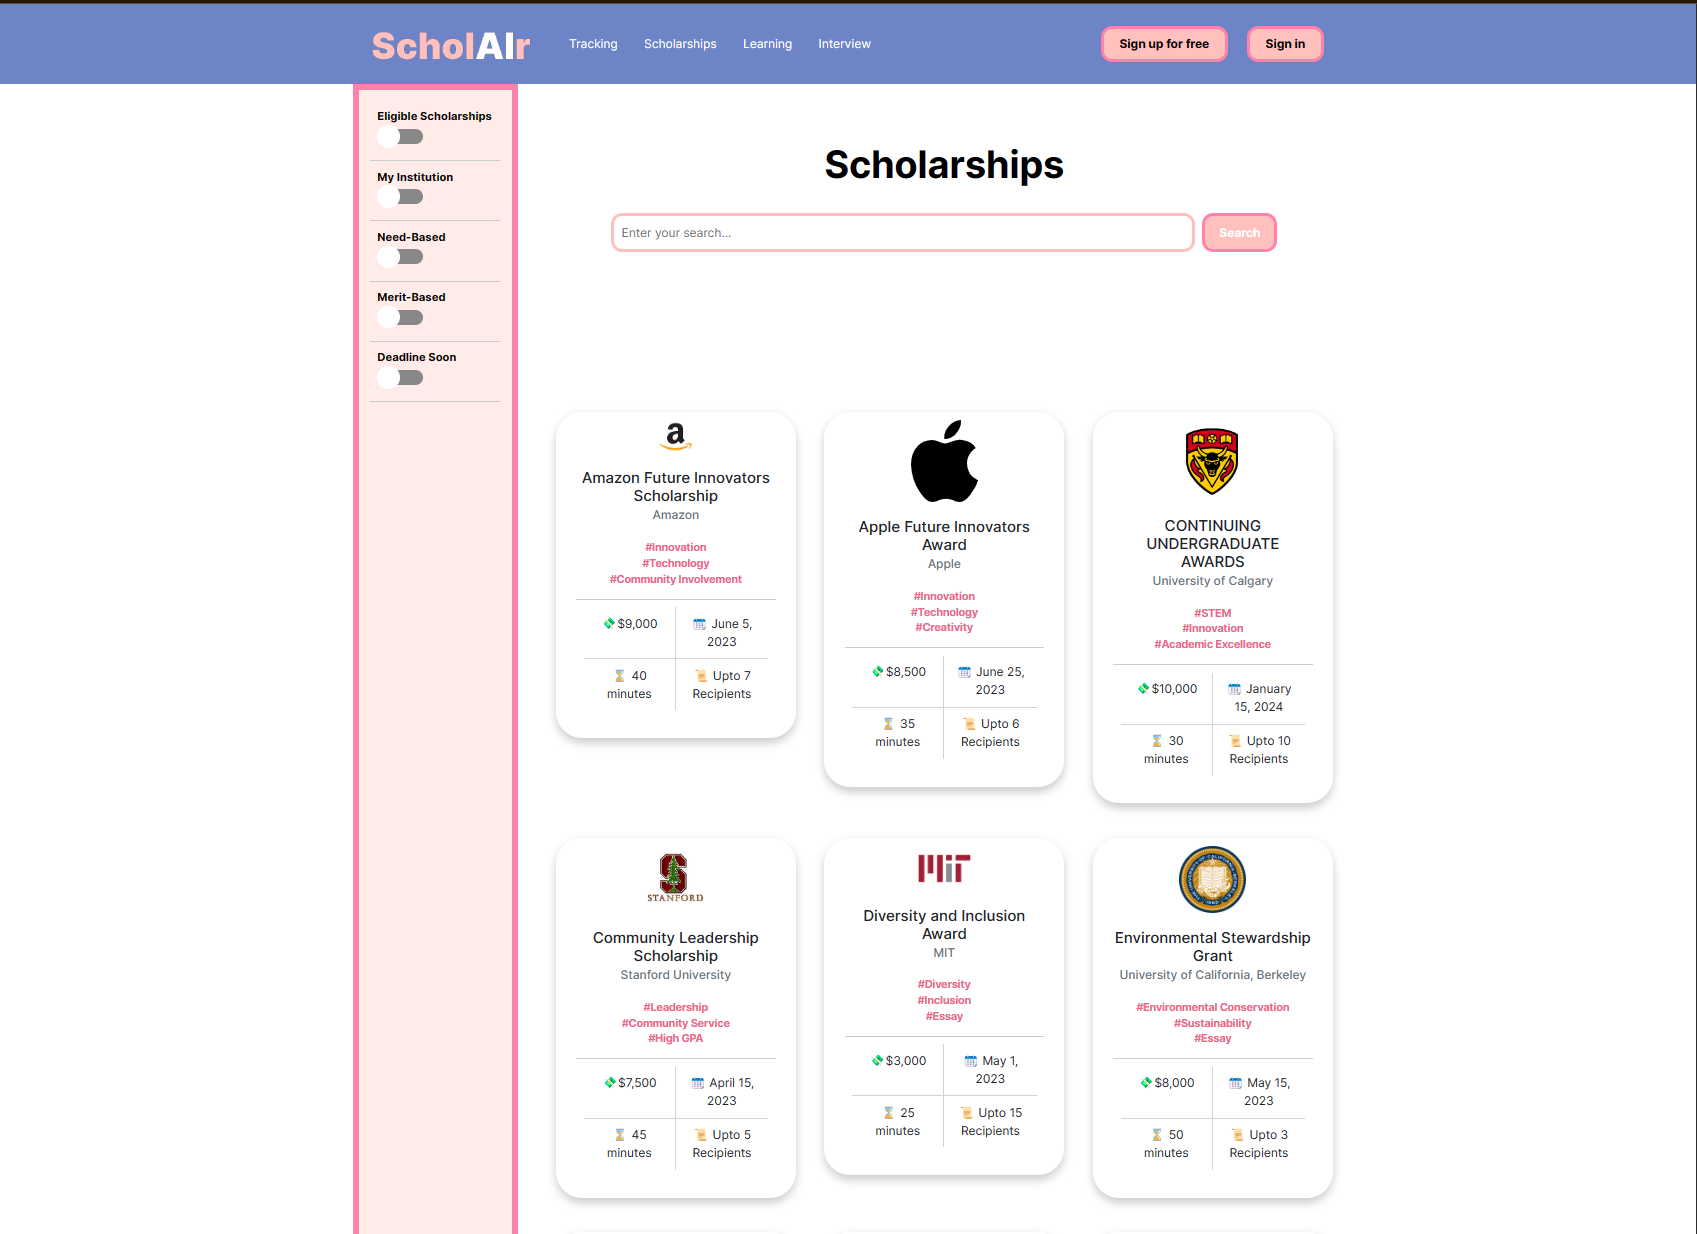 ScholAIr
Tracking
Scholarships
Learning
Interview
Sign up for free
Sign in
Eligible Scholarships
My Institution
Need-Based
Merit-Based
Deadline Soon
Scholarships
Enter your search...
Search
a
Amazon Future Innovators
Scholarship
Amazon
#Innovation
#Technology
#Community Involvement
💸$9,000
📅 June 5,
2023
⌛ 40
minutes
📜 Upto 7
Recipients
Apple Future Innovators
Award
Apple
#Innovation
#Technology
#Creativity
💸$8,500
📅 June 25,
2023
⌛ 35
minutes
📜 Upto 6
Recipients
CONTINUING
UNDERGRADUATE
AWARDS
University of Calgary
#STEM
#Innovation
#Academic Excellence
💸$10,000
📅 January
15, 2024
⌛ 30
minutes
📜 Upto 10
Recipients
S
STANFORD
Community Leadership
Scholarship
Stanford University
#Leadership
#Community Service
#High GPA
💸$7,500
📅 April 15,
2023
⌛ 45
minutes
📜 Upto 5
Recipients
MIT
Diversity and Inclusion
Award
MIT
#Diversity
#Inclusion
#Essay
💸$3,000
📅 May 1,
2023
⌛ 25
minutes
📜 Upto 15
Recipients
Environmental Stewardship
Grant
University of California, Berkeley
#Environmental Conservation
#Sustainability
#Essay
💸$8,000
📅 May 15,
2023
⌛ 50
minutes
📜 Upto 3
Recipients